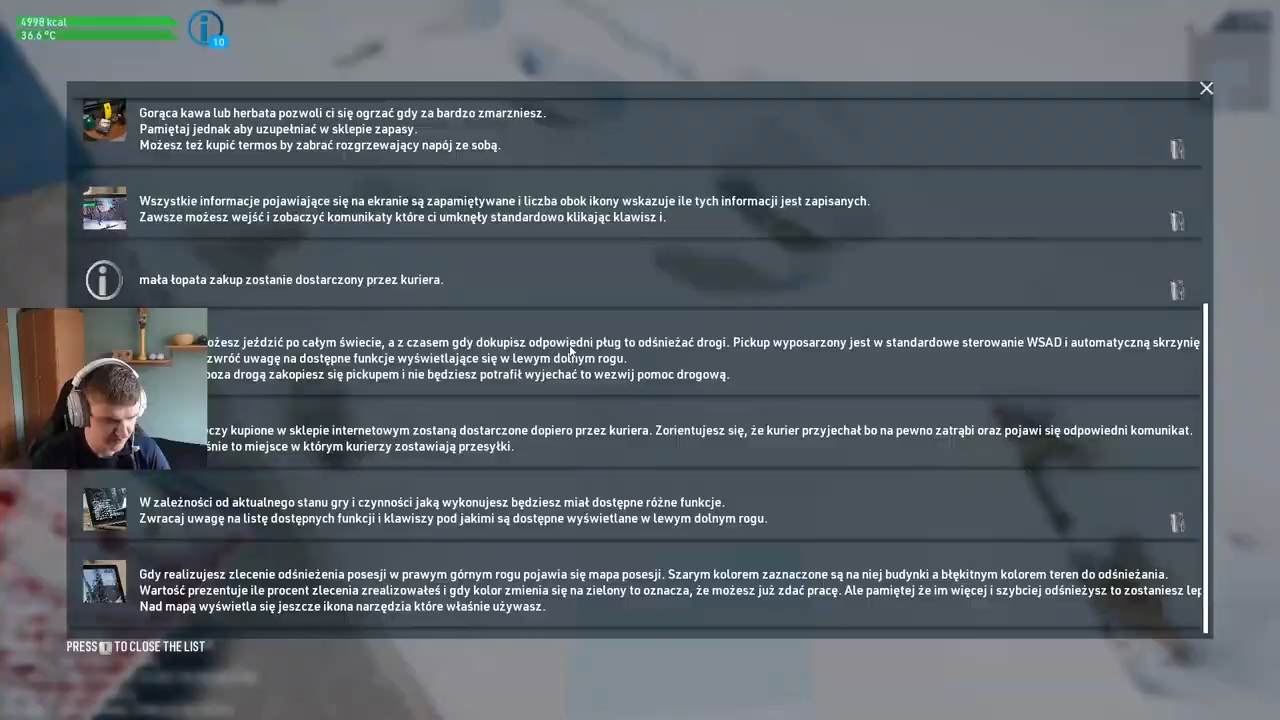 4998 kcal
36.6 °C
10
Gorąca kawa lub herbata pozwoli ci się ogrzać gdy za bardzo zmarzniesz.
Pamiętaj jednak aby uzupełniać w sklepie zapasy.
Możesz też kupić termos by zabrać rozgrzewający napój ze sobą.
Wszystkie informacje pojawiające się na ekranie są zapamiętywane i liczba obok ikony wskazuje ile tych informacji jest zapisanych.
Zawsze możesz wejść i zobaczyć komunikaty które ci umknęły standardowo klikając klawisz i.
mała łopata zakup zostanie dostarczony przez kuriera.
ożesz jeździć po całym świecie, a z czasem gdy dokupisz odpowiedni pług to odśnieżać drogi. Pickup wyposarzony jest w standardowe sterowanie WSAD i automatyczną skrzynię
zwróć uwagę na dostępne funkcje wyświetlające się w lewym dolnym rogu.
poza drogą zakopiesz się pickupem i nie będziesz potrafił wyjechać to wezwij pomoc drogową.
eczy kupione w sklepie internetowym zostaną dostarczone dopiero przez kuriera. Zorientujesz się, że kurier przyjechał bo na pewno zatrąbi oraz pojawi się odpowiedni komunikat.
śnie to miejsce w którym kurierzy zostawiają przesyłki.
W zależności od aktualnego stanu gry i czynności jaką wykonujesz będziesz miał dostępne różne funkcje.
Zwracaj uwagę na listę dostępnych funkcji i klawiszy pod jakimi są dostępne wyświetlane w lewym dolnym rogu.
Gdy realizujesz zlecenie odśnieżenia posesji w prawym górnym rogu pojawia się mapa posesji. Szarym kolorem zaznaczone są na niej budynki a błękitnym kolorem teren do odśnieżania.
Wartość prezentuje ile procent zlecenia zrealizowałeś i gdy kolor zmienia się na zielony to oznacza, że możesz już zdać pracę. Ale pamiętej że im więcej i szybciej odśnieżysz to zostaniesz lep
Nad mapą wyświetla się jeszcze ikona narzędzia które właśnie używasz.
PRESS I TO CLOSE THE LIST